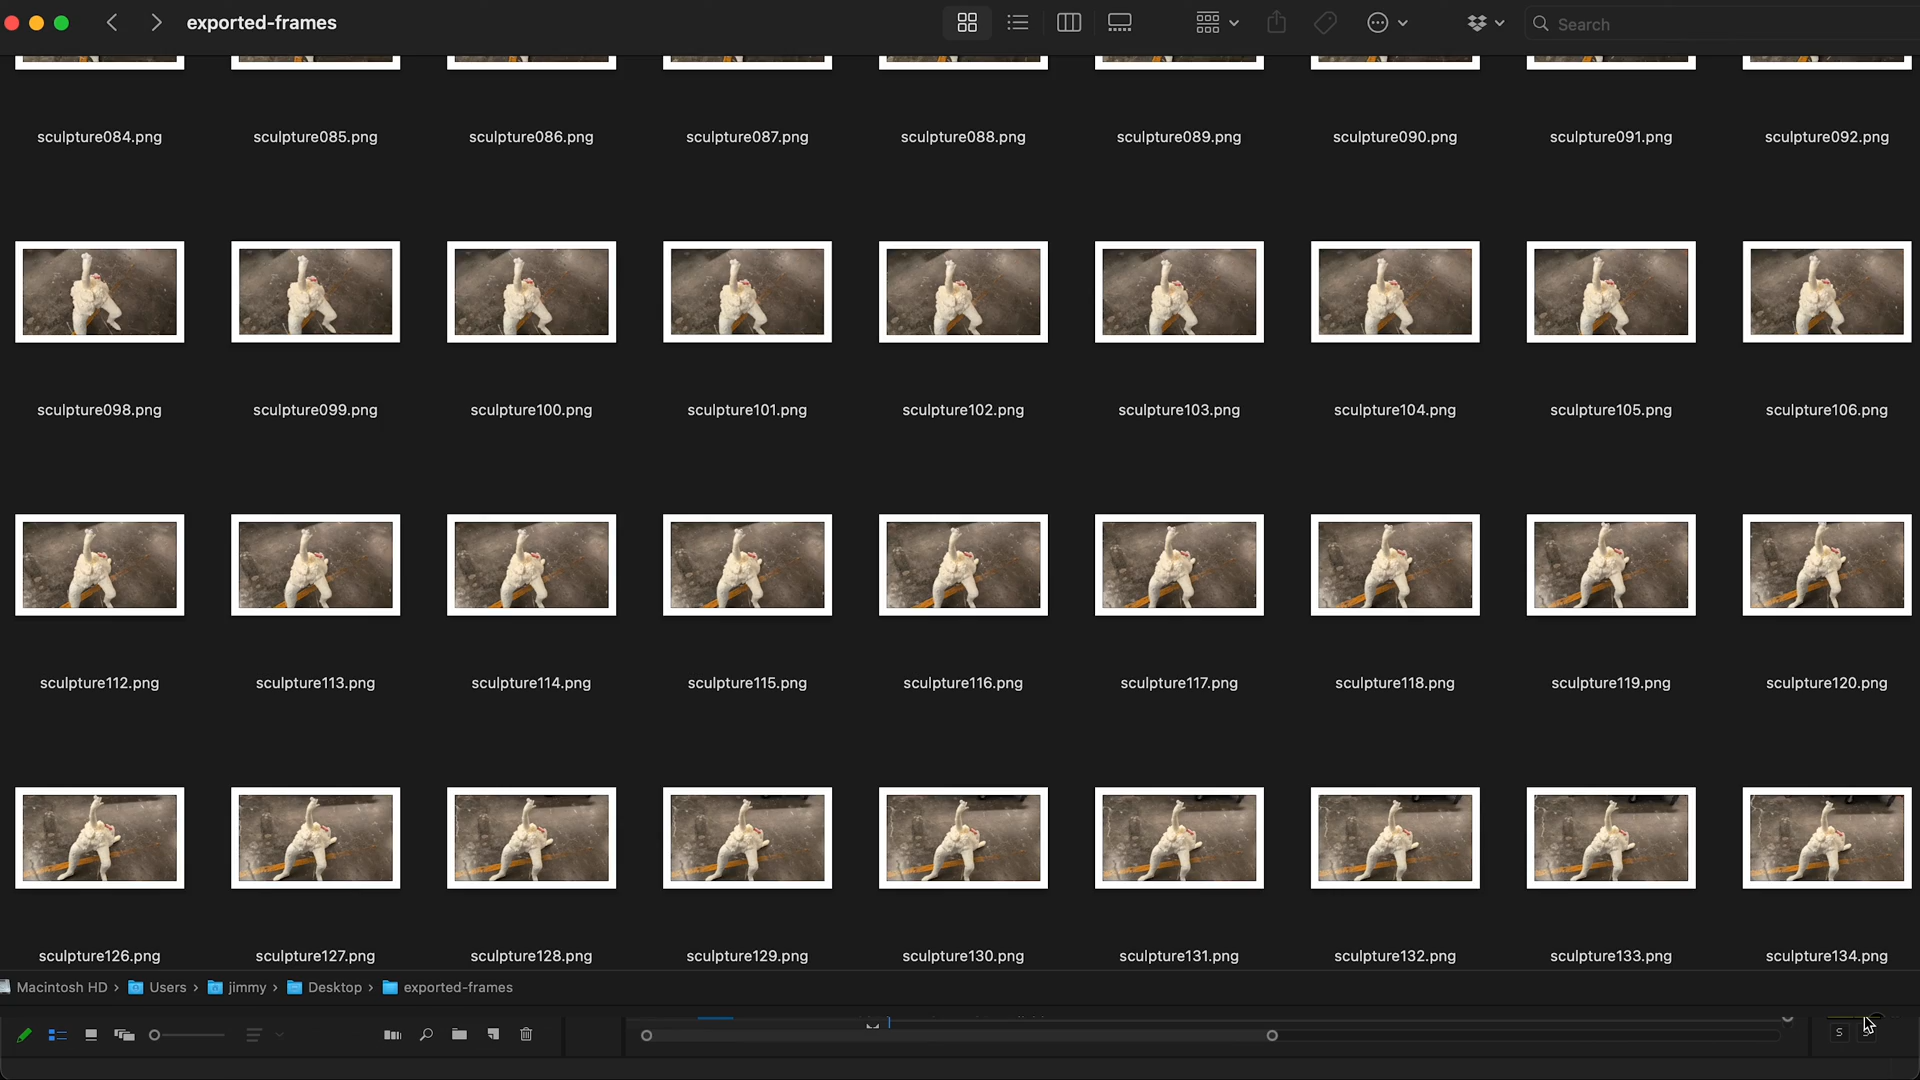 exported-frames
Search
sculpture084.png sculpture085.png sculpture086.png sculpture087.png sculpture088.png sculpture089.png sculpture090.png sculpture091.png sculpture092.png
sculpture098.png sculpture099.png sculpture100.png sculpture101.png sculpture102.png sculpture103.png sculpture104.png sculpture105.png sculpture106.png
sculpture112.png sculpture113.png sculpture114.png sculpture115.png sculpture116.png sculpture117.png sculpture118.png sculpture119.png sculpture120.png
sculpture126.png sculpture127.png sculpture128.png sculpture129.png sculpture130.png sculpture131.png sculpture132.png sculpture133.png sculpture134.png
Macintosh HD › Users › jimmy › Desktop › exported-frames
S